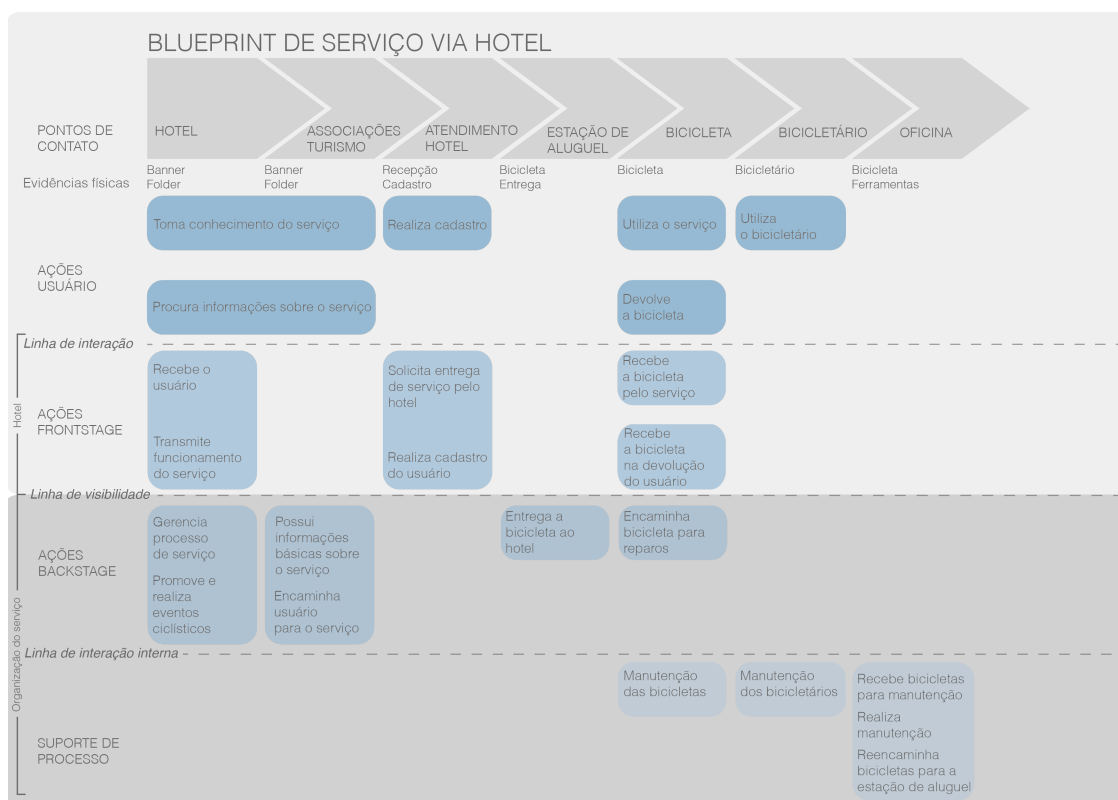 BLUEPRINT DE SERVIÇO VIA HOTEL
PONTOS DE
CONTATO
HOTEL
ASSOCIAÇÕES
TURISMO
ATENDIMENTO
HOTEL
ESTAÇÃO DE
ALUGUEL
BICICLETA
BICICLETÁRIO
OFICINA
Evidências físicas
Banner
Folder
Banner
Folder
Recepção
Cadastro
Bicicleta
Entrega
Bicicleta
Bicicletário
Bicicleta
Ferramentas
AÇÕES
USUÁRIO
Toma conhecimento do serviço
Realiza cadastro
Utiliza o serviço
Utiliza
o bicicletário
Procura informações sobre o serviço
Devolve
a bicicleta
Linha de interação
Hotel
AÇÕES
FRONTSTAGE
Recebe o
usuário
Transmite
funcionamento
do serviço
Solicita entrega
de serviço pelo
hotel
Realiza cadastro
do usuário
Recebe
a bicicleta
pelo serviço
Recebe
a bicicleta
na devolução
do usuário
Linha de visibilidade
Organização do serviço
AÇÕES
BACKSTAGE
Gerencia
processo
de serviço
Promove e
realiza
eventos
ciclísticos
Possui
informações
básicas sobre
o serviço
Encaminha
usuário
para o serviço
Entrega a
bicicleta ao
hotel
Encaminha
bicicleta para
reparos
Linha de interação interna
SUPORTE DE
PROCESSO
Manutenção
das bicicletas
Manutenção
dos bicicletários
Recebe bicicletas
para manutenção
Realiza
manutenção
Reencaminha
bicicletas para a
estação de aluguel